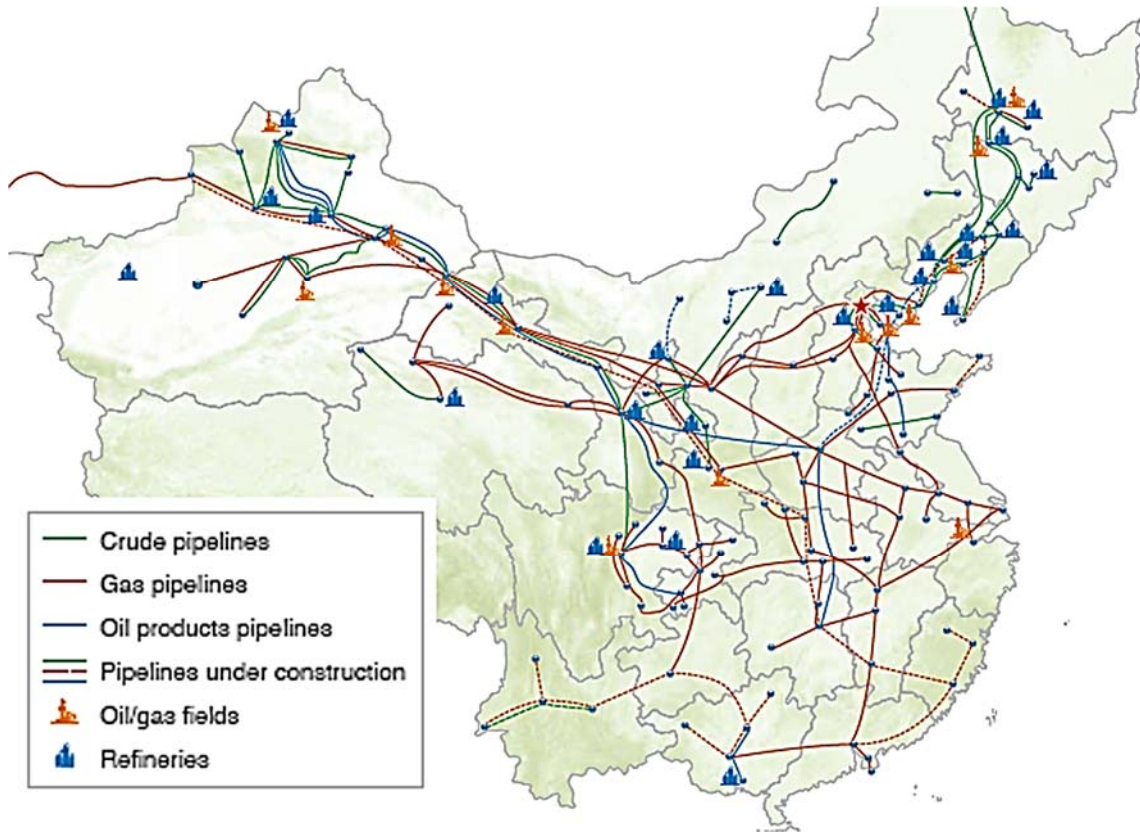 Crude pipelines
Gas pipelines
Oil products pipelines
Pipelines under construction
Oil/gas fields
Refineries